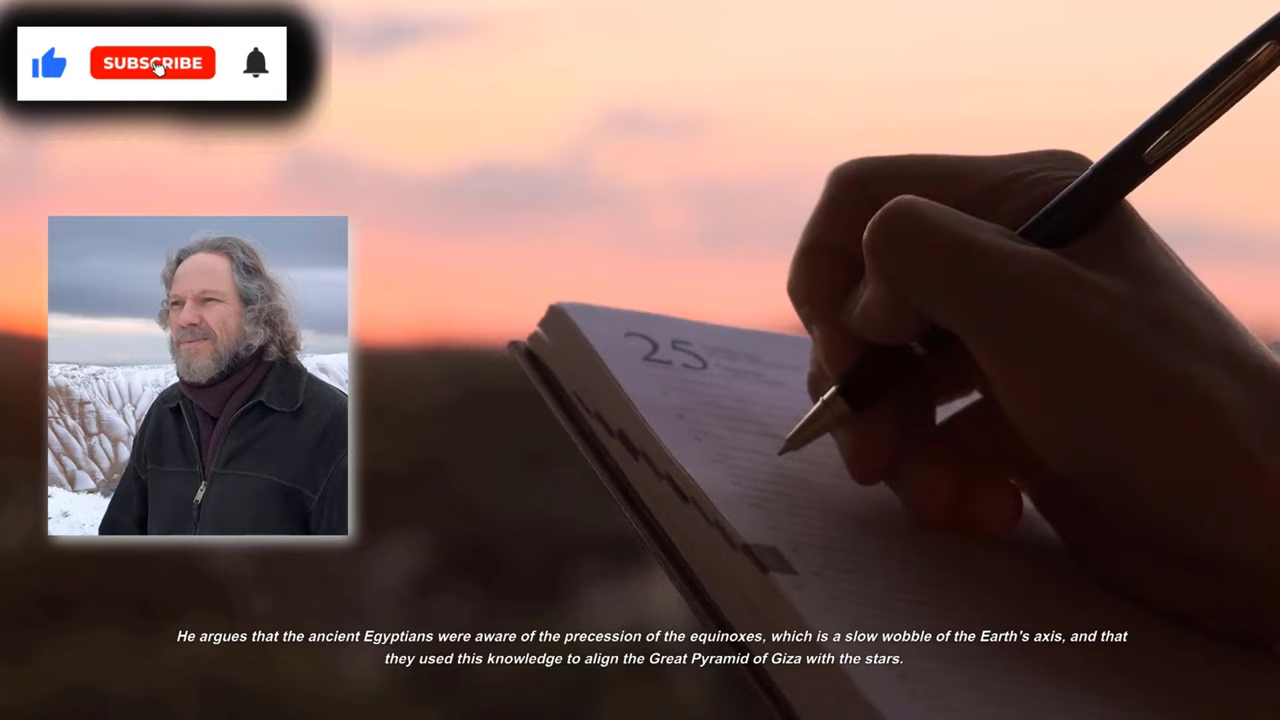 SUBSCRIBE
25
He argues that the ancient Egyptians were aware of the precession of the equinoxes, which is a slow wobble of the Earth's axis, and that
they used this knowledge to align the Great Pyramid of Giza with the stars.